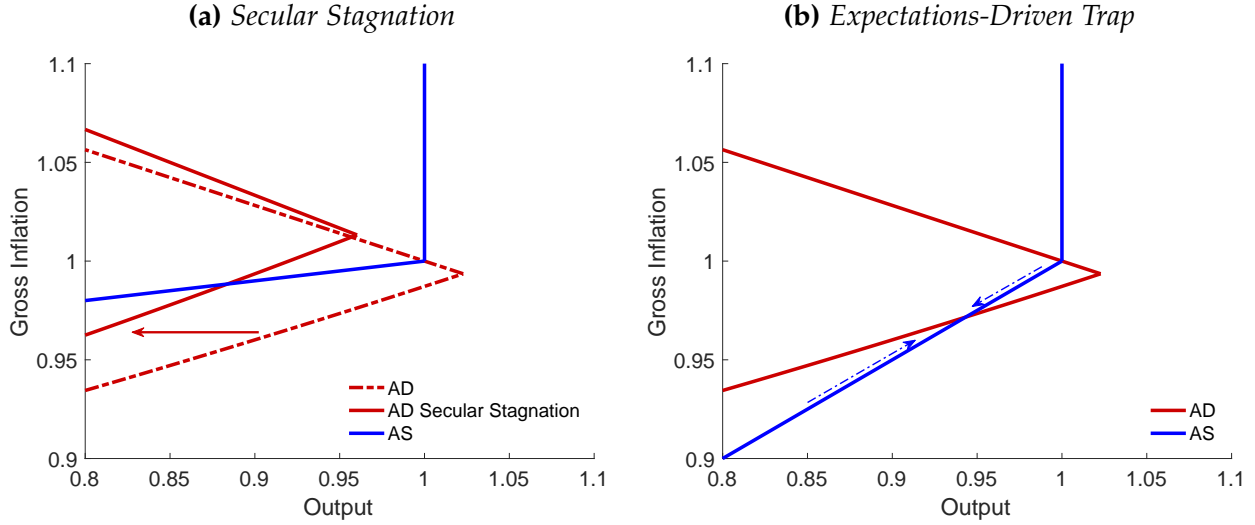 (a) Secular Stagnation
1.1
1.05
1
0.95
0.9
Gross Inflation
AD
AD Secular Stagnation
AS
0.8 0.85 0.9 0.95 1 1.05 1.1
Output
(b) Expectations-Driven Trap
1.1
1.05
1
0.95
0.9
Gross Inflation
AD
AS
0.8 0.85 0.9 0.95 1 1.05 1.1
Output